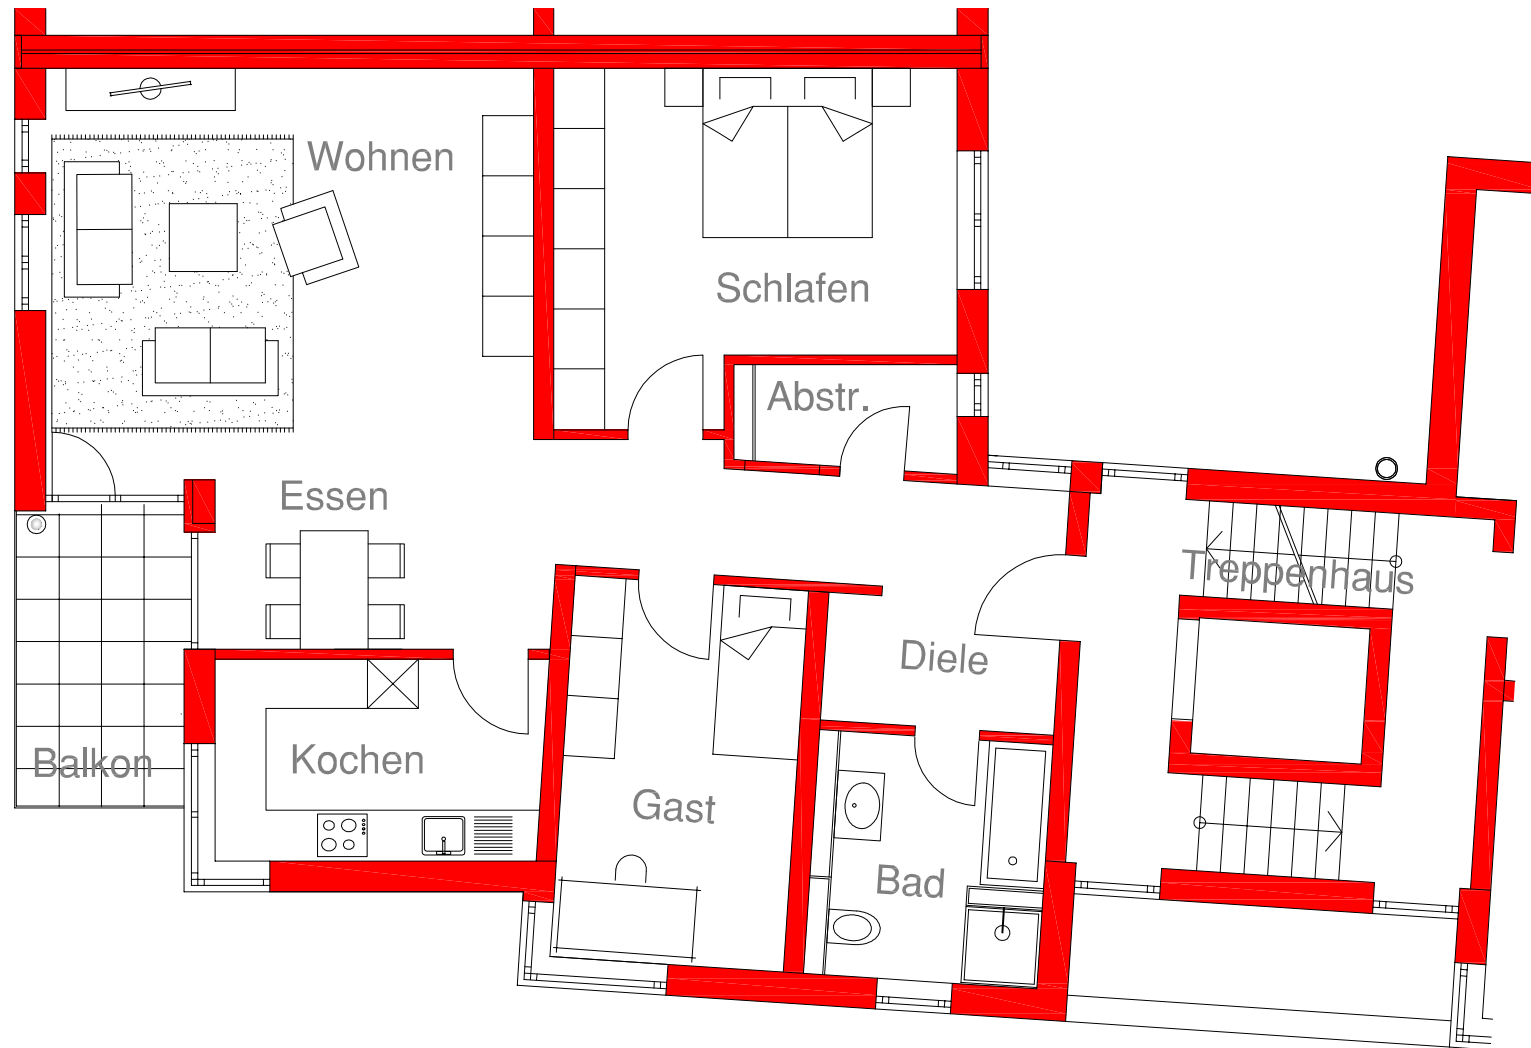 Wohnen
Schlafen
Abstr.
Essen
Treppenhaus
Diele
Balkon
Kochen
Gast
Bad